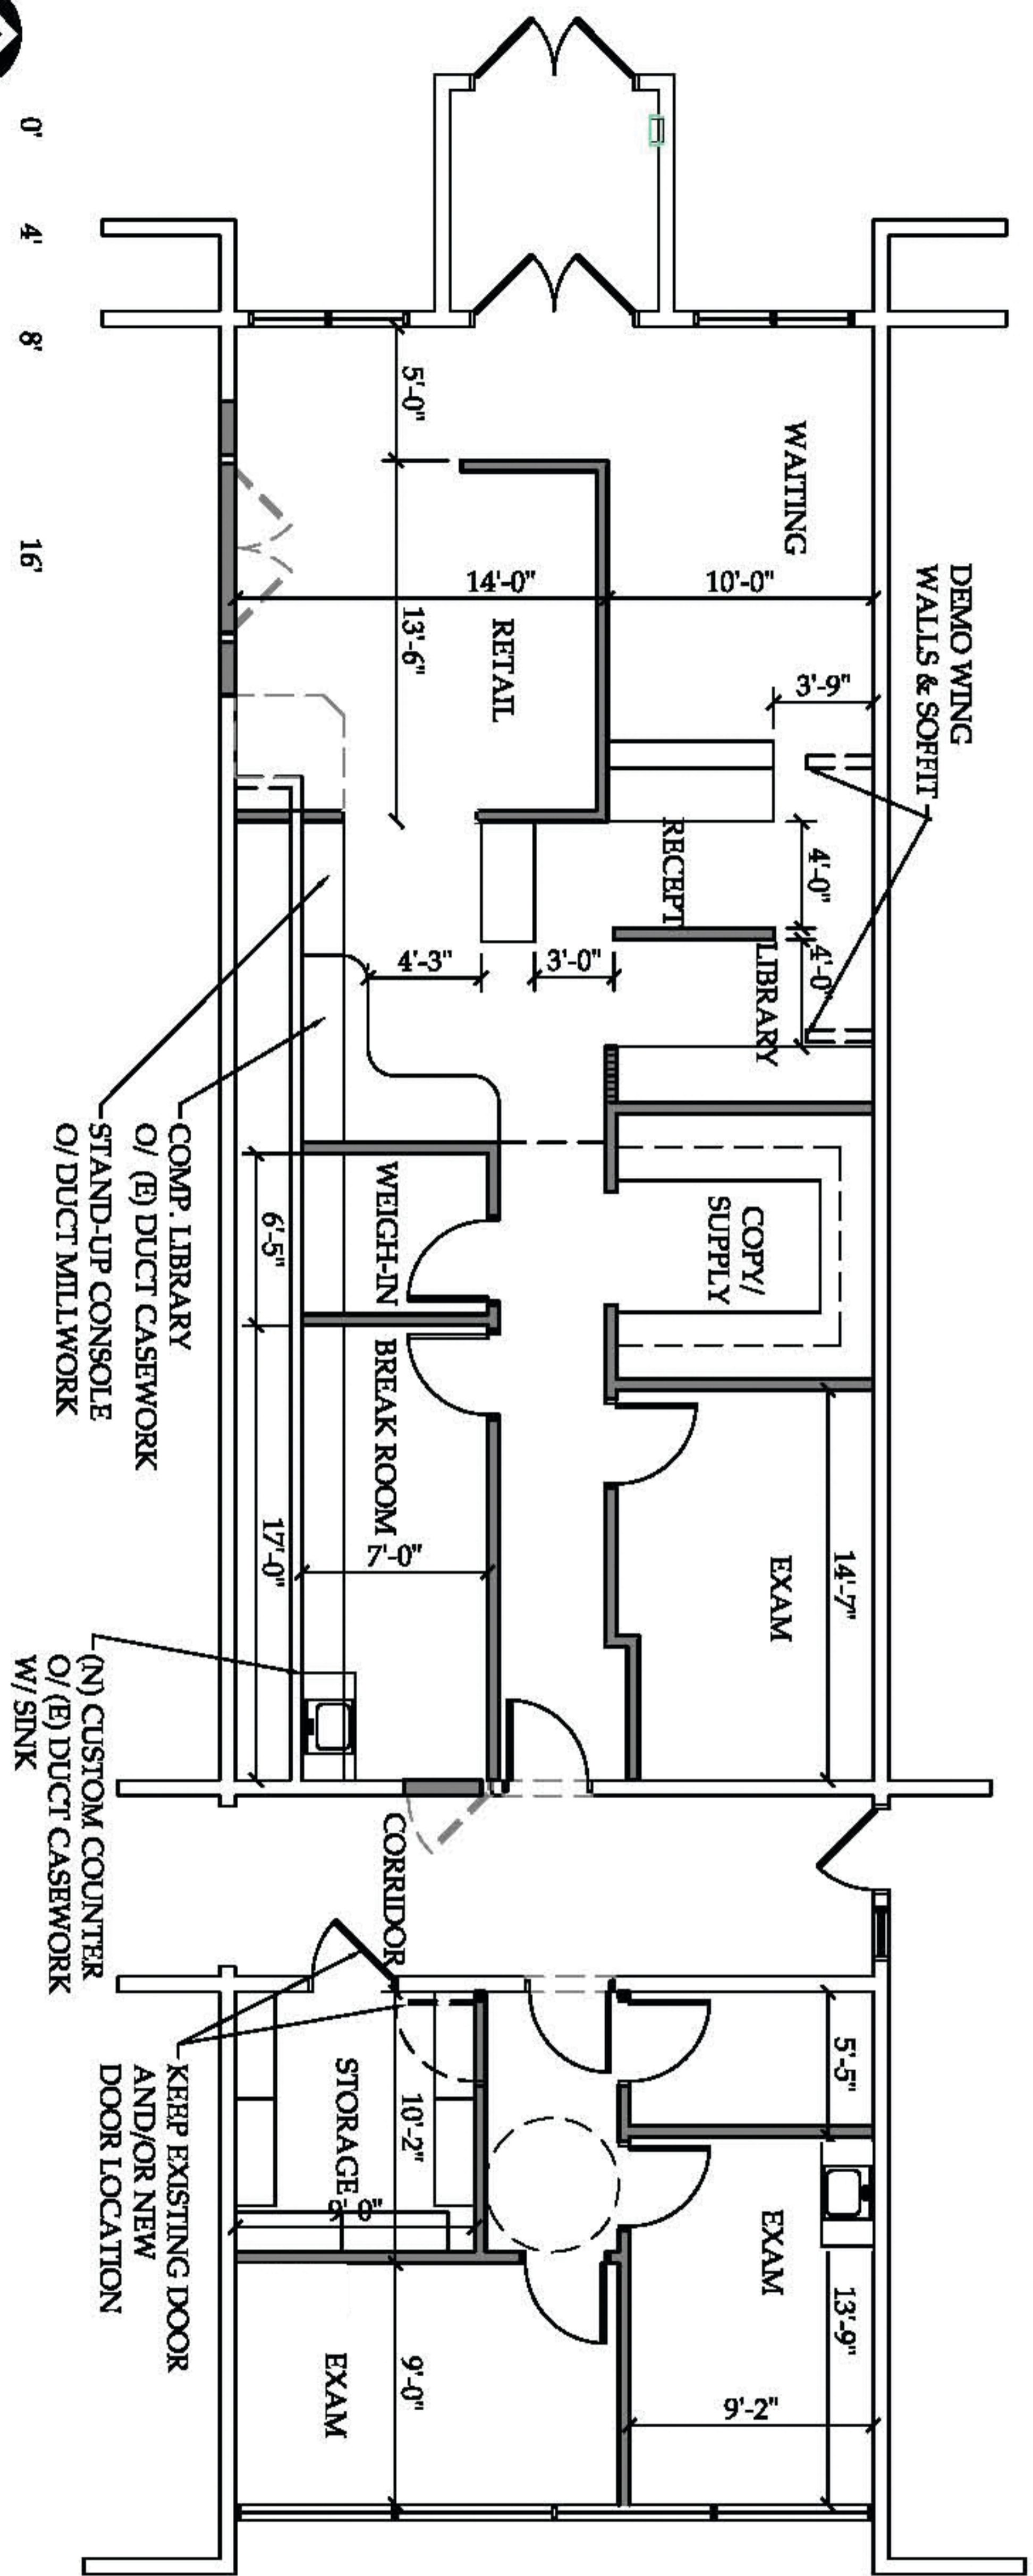 0'
4'
8'
16'
DEMO WING
WALLS & SOFFIT
WAITING
10'-0"
14'-0"
5'-0"
13'-6"
RETAIL
3'-9"
RECEPT
4'-0"
4'-0"
LIBRARY
3'-0"
4'-3"
COMP. LIBRARY
O/ (E) DUCT CASEWORK
STAND-UP CONSOLE
O/ DUCT MILLWORK
COPY/
SUPPLY
WEIGH-IN
6'-5"
BREAK ROOM
7'-0"
17'-0"
EXAM
14'-7"
(N) CUSTOM COUNTER
O/ (E) DUCT CASEWORK
W/ SINK
CORRIDOR
KEEP EXISTING DOOR
AND/OR NEW
DOOR LOCATION
STORAGE
10'-2"
9'-0"
5'-5"
EXAM
13'-9"
9'-2"
EXAM
9'-0"